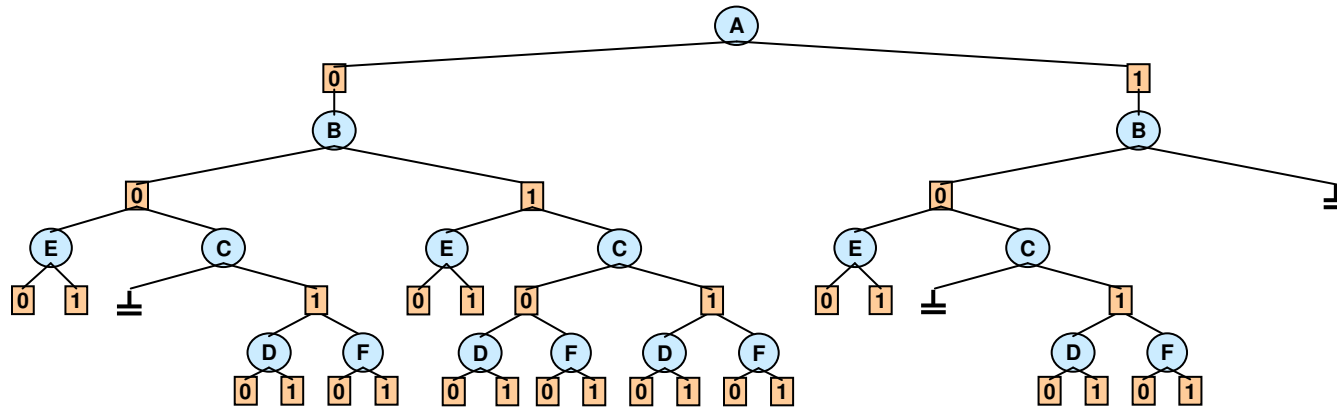 A
0 1
B B
0 1 0
E C E C E C
0 1 1 0 1 0 1 0 1 1
D F D F D F D F
0 1 0 1 0 1 0 1 0 1 0 1 0 1 0 1